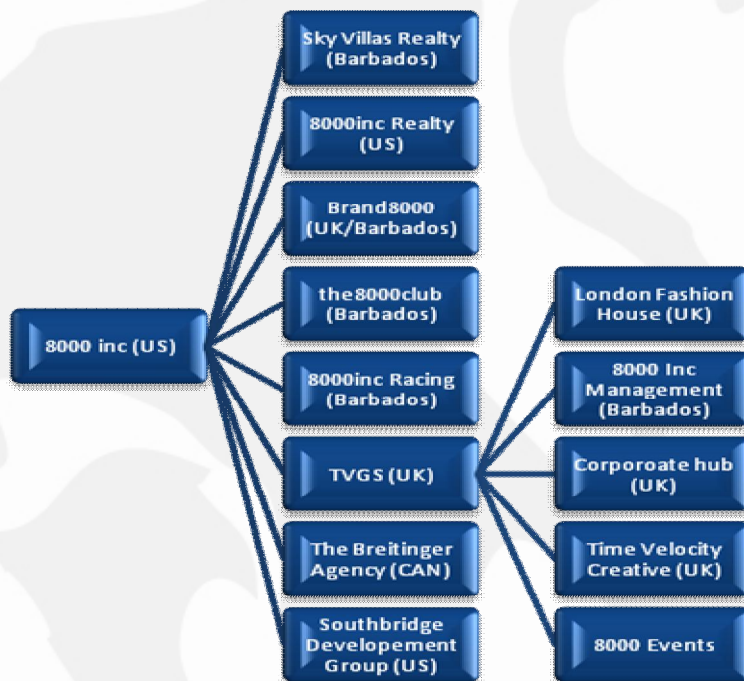 Sky Villas Realty
(Barbados)
8000inc Realty
(US)
Brand8000
(UK/Barbados)
the8000club
(Barbados)
8000inc Racing
(Barbados)
TVGS (UK)
The Breitinger
Agency (CAN)
Southbridge
Developement
Group (US)
8000 inc (US)
London Fashion
House (UK)
8000 Inc
Management
(Barbados)
Corporoate hub
(UK)
Time Velocity
Creative (UK)
8000 Events